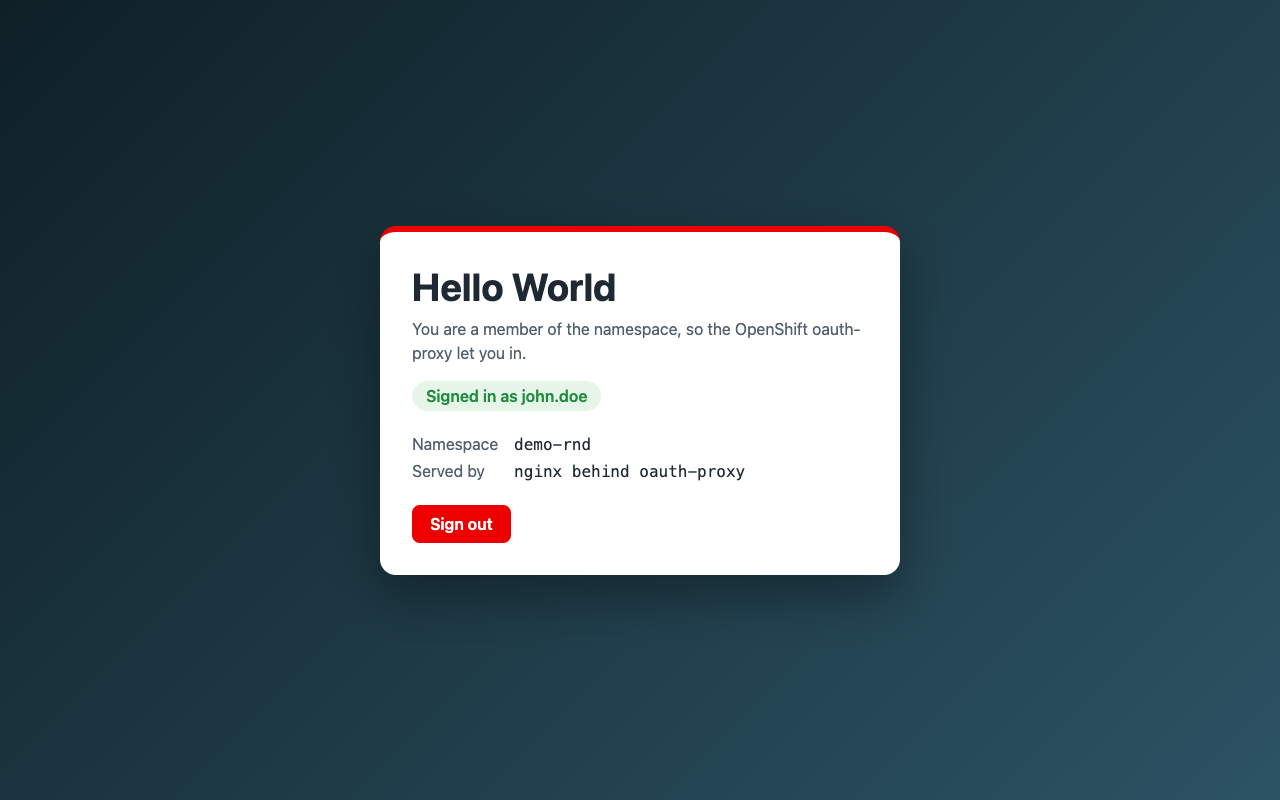 Hello World
You are a member of the namespace, so the OpenShift oauth-
proxy let you in.
Signed in as john.doe
Namespace demo-rnd
Served by nginx behind oauth-proxy
Sign out